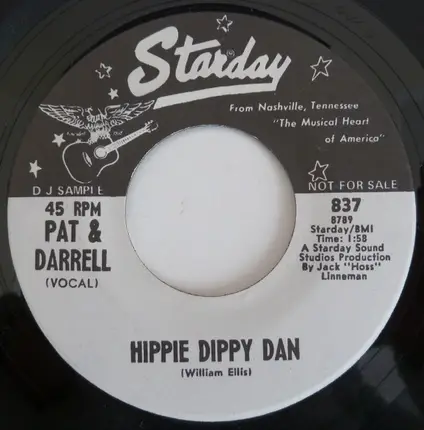 Starday
From Nashville, Tennessee
"The Musical Heart
of America"
D J SAMPLE
NOT FOR SALE
45 RPM
PAT &
DARRELL
(VOCAL)
837
8789
Starday/BMI
Time: 1:58
A Starday Sound
Studios Production
By Jack "Hoss"
Linneman
HIPPIE DIPPY DAN
(William Ellis)